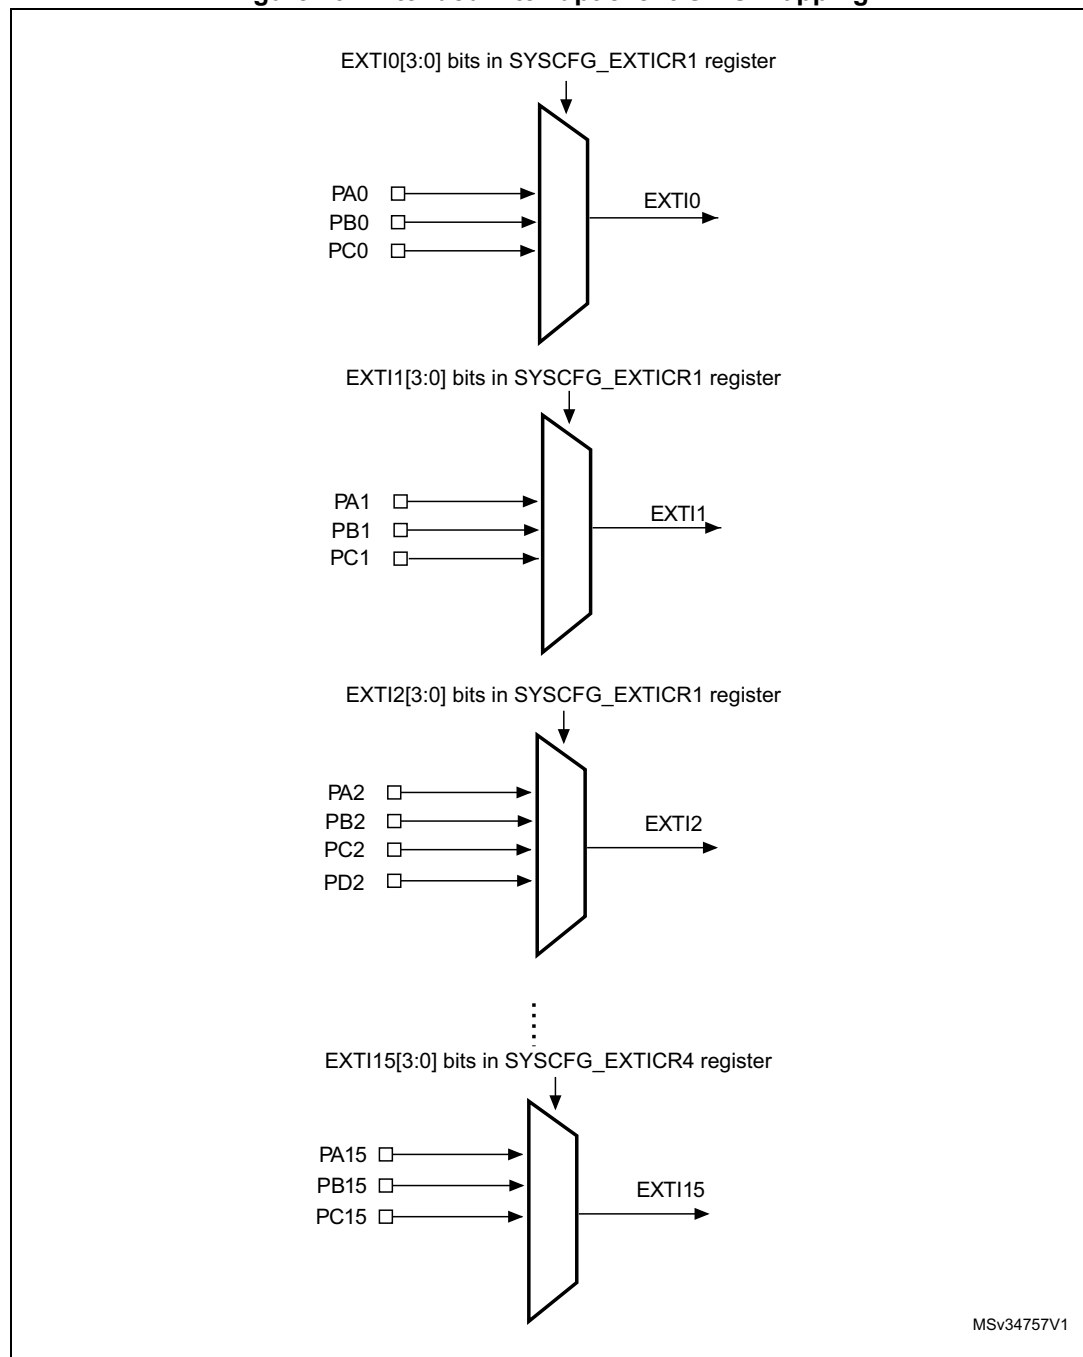 EXTI0[3:0] bits in SYSCFG_EXTICR1 register
PA0
EXTI0
PB0
PC0
EXTI1[3:0] bits in SYSCFG_EXTICR1 register
PA1
EXTI1
PB1
PC1
EXTI2[3:0] bits in SYSCFG_EXTICR1 register
PA2
PB2
EXTI2
PC2
PD2
EXTI15[3:0] bits in SYSCFG_EXTICR4 register
PA15
PB15
EXTI15
PC15
MSv34757V1